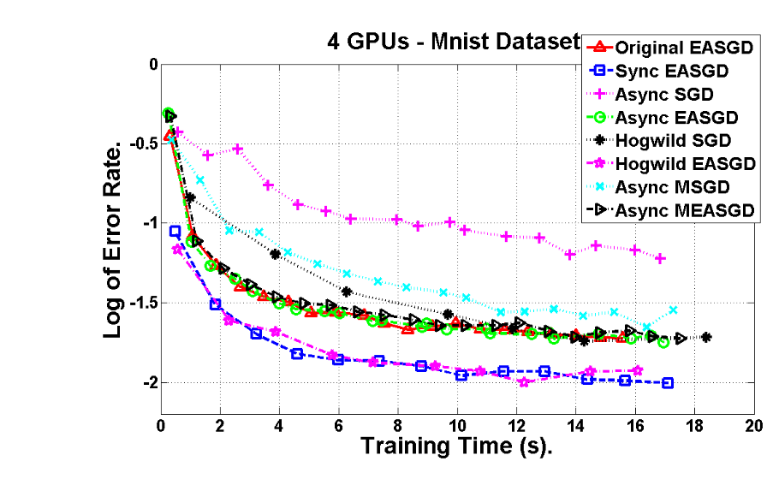 4 GPUs - Mnist Dataset
Original EASGD
Sync EASGD
Async SGD
Async EASGD
Hogwild SGD
Hogwild EASGD
Async MSGD
Async MEASGD
Log of Error Rate.
0
-0.5
-1
-1.5
-2
0 2 4 6 8 10 12 14 16 18 20
Training Time (s).